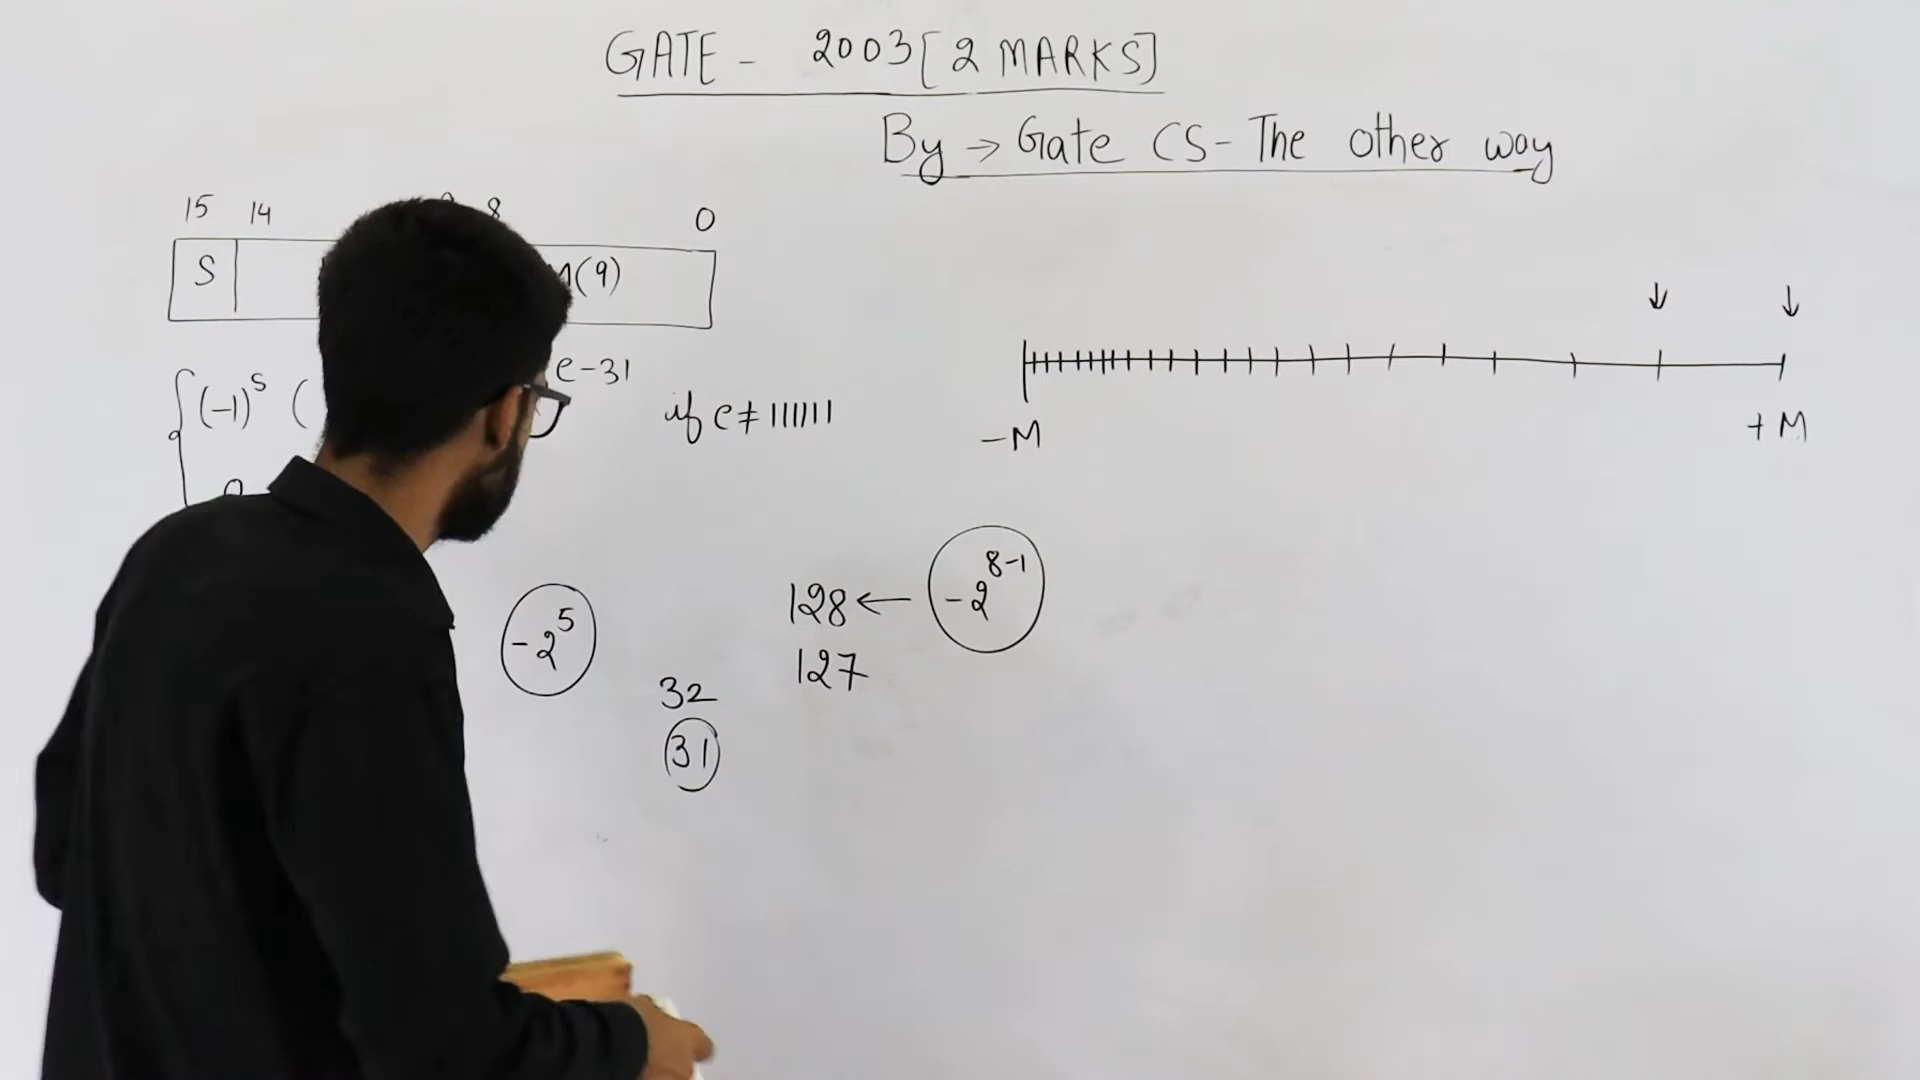 GATE - 2003 [2 MARKS]
By → Gate CS - The other way
15 14 8 0
S (9)
(-1)^s ( e-31 if e ≠ 111111
-M +M
-2^5
128 ← -2^(8-1)
127
32
31